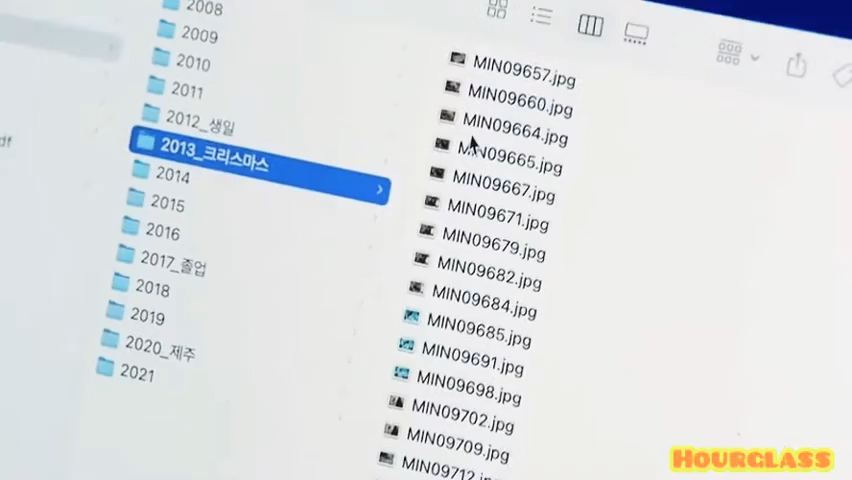 2008
2009
2010
2011
2012_생일
2013_크리스마스
2014
2015
2016
2017_졸업
2018
2019
2020_제주
2021
MIN09657.jpg
MIN09660.jpg
MIN09664.jpg
MIN09665.jpg
MIN09667.jpg
MIN09671.jpg
MIN09679.jpg
MIN09682.jpg
MIN09684.jpg
MIN09685.jpg
MIN09691.jpg
MIN09698.jpg
MIN09702.jpg
MIN09709.jpg
MIN09712.jpg
HOURGLASS